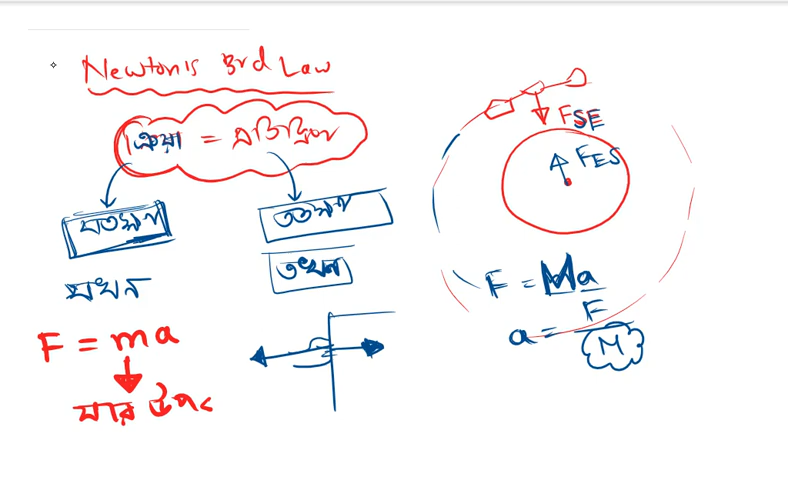 Newton's 3rd Law
ক্রিয়া = প্রতিক্রিয়া
যতক্ষণ
ততক্ষণ
যখন
তখন
F = ma
যার উপর
FSE
FES
F = Ma
a = F
M